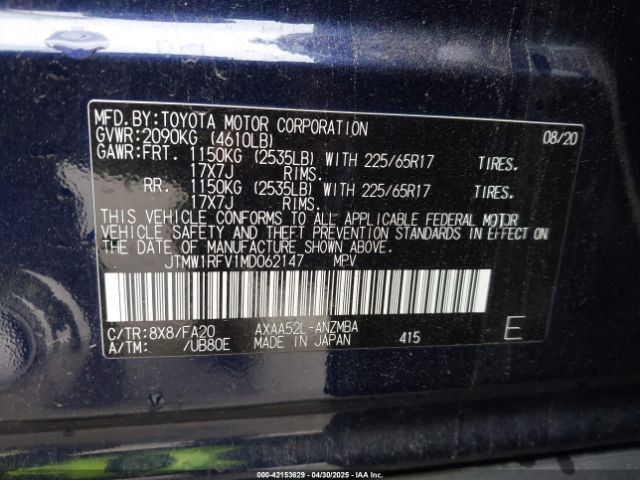 MFD.BY:TOYOTA MOTOR CORPORATION 08/20
GVWR:2090KG (4610LB)
GAWR:FRT. 1150KG (2535LB) WITH 225/65R17 TIRES.
17X7J RIMS.
RR. 1150KG (2535LB) WITH 225/65R17 TIRES.
17X7J RIMS.
THIS VEHICLE CONFORMS TO ALL APPLICABLE FEDERAL MOTOR
VEHICLE SAFETY AND THEFT PREVENTION STANDARDS IN EFFECT ON
THE DATE OF MANUFACTURE SHOWN ABOVE.
JTMW1RFV1MD062147 MPV
C/TR:8X8/FA20 AXAA52L-ANZMBA
A/TM: /UB80E MADE IN JAPAN 415 E
000-42153629 - 04/30/2025 - IAAI.COM